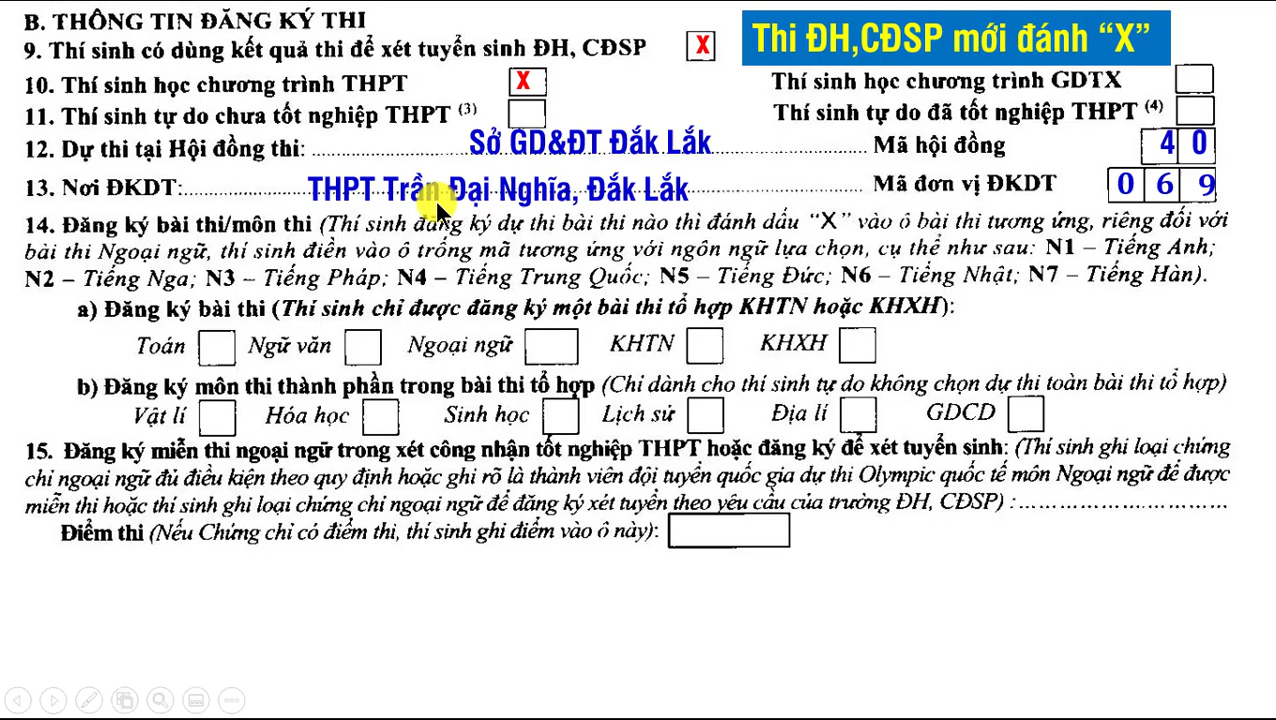 B. THÔNG TIN ĐĂNG KÝ THI
9. Thí sinh có dùng kết quả thi để xét tuyển sinh ĐH, CĐSP X Thi ĐH,CĐSP mới đánh “X”
10. Thí sinh học chương trình THPT X Thí sinh học chương trình GDTX
11. Thí sinh tự do chưa tốt nghiệp THPT (3) Thí sinh tự do đã tốt nghiệp THPT (4)
12. Dự thi tại Hội đồng thi: Sở GD&ĐT Đắk Lắk Mã hội đồng 4 0
13. Nơi ĐKDT: THPT Trần Đại Nghĩa, Đắk Lắk Mã đơn vị ĐKDT 0 6 9
14. Đăng ký bài thi/môn thi (Thí sinh đăng ký dự thi bài thi nào thì đánh dấu “X” vào ô bài thi tương ứng, riêng đối với
bài thi Ngoại ngữ, thí sinh điền vào ô trống mã tương ứng với ngôn ngữ lựa chọn, cụ thể như sau: N1 – Tiếng Anh;
N2 – Tiếng Nga; N3 – Tiếng Pháp; N4 – Tiếng Trung Quốc; N5 – Tiếng Đức; N6 – Tiếng Nhật; N7 – Tiếng Hàn).
a) Đăng ký bài thi (Thí sinh chỉ được đăng ký một bài thi tổ hợp KHTN hoặc KHXH):
Toán Ngữ văn Ngoại ngữ KHTN KHXH
b) Đăng ký môn thi thành phần trong bài thi tổ hợp (Chỉ dành cho thí sinh tự do không chọn dự thi toàn bài thi tổ hợp)
Vật lí Hóa học Sinh học Lịch sử Địa lí GDCD
15. Đăng ký miễn thi ngoại ngữ trong xét công nhận tốt nghiệp THPT hoặc đăng ký để xét tuyển sinh: (Thí sinh ghi loại chứng
chỉ ngoại ngữ đủ điều kiện theo quy định hoặc ghi rõ là thành viên đội tuyển quốc gia dự thi Olympic quốc tế môn Ngoại ngữ để được
miễn thi hoặc thí sinh ghi loại chứng chỉ ngoại ngữ để đăng ký xét tuyển theo yêu cầu của trường ĐH, CĐSP) :
Điểm thi (Nếu Chứng chỉ có điểm thi, thí sinh ghi điểm vào ô này):